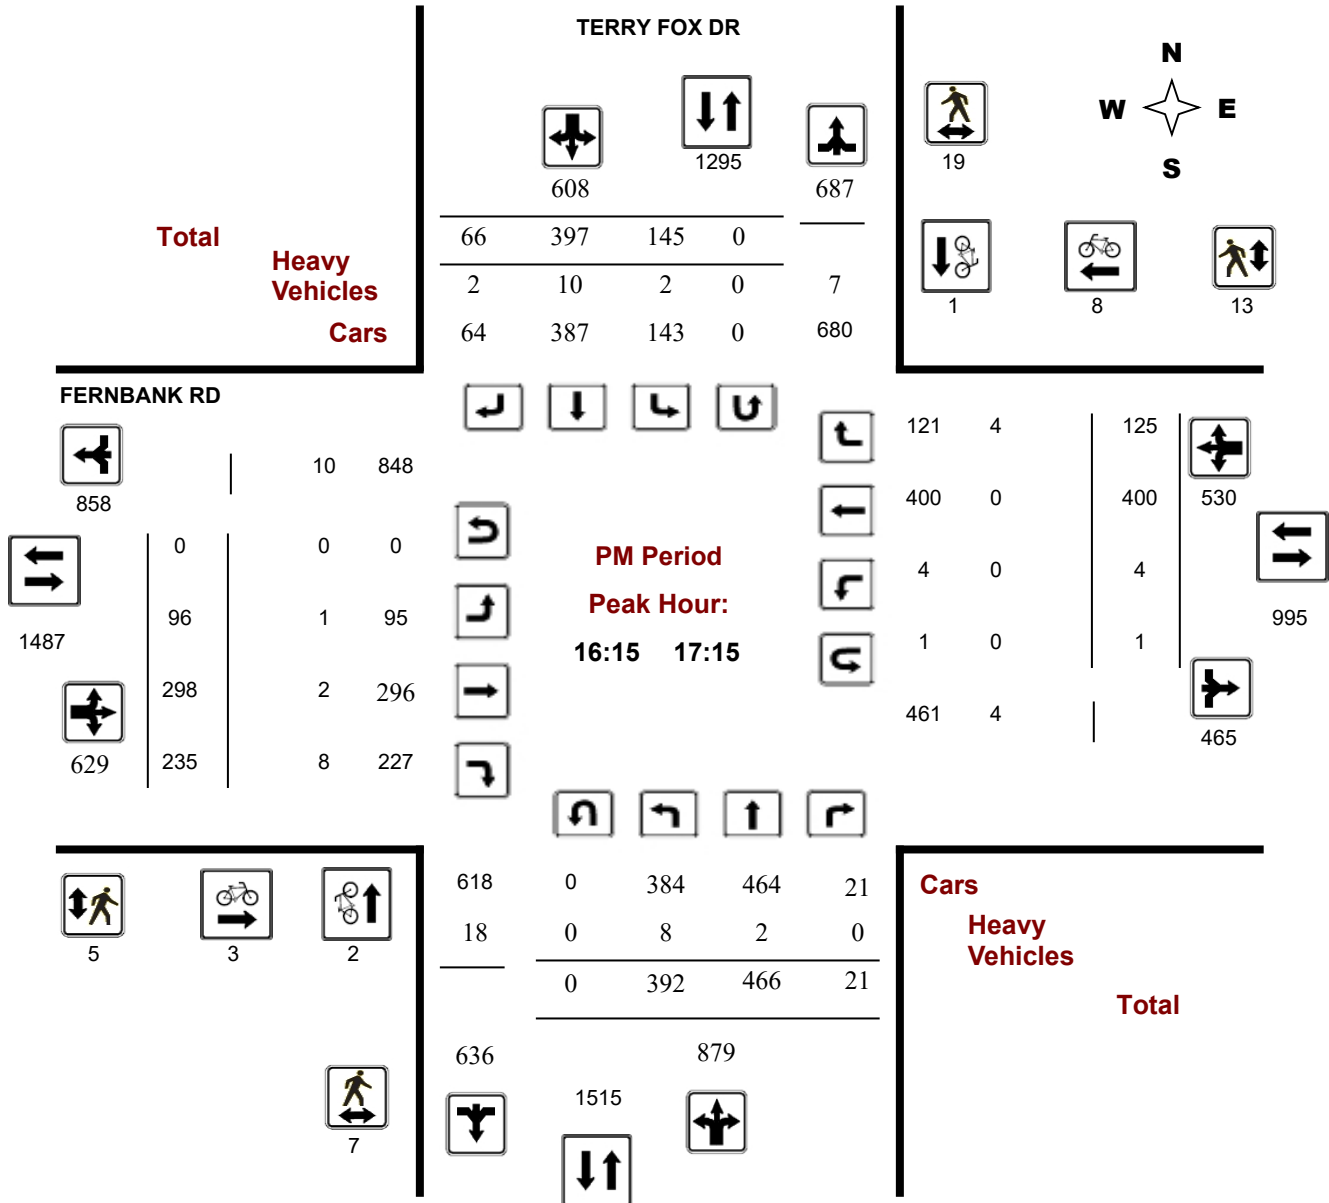 TERRY FOX DR
N
W E
S
1295
19
608
687
Total
66 397 145 0
Heavy
Vehicles
2 10 2 0 7
1 8 13
Cars
64 387 143 0 680
FERNBANK RD
121 4 125
10 848
858
400 0 400 530
0 0 0
PM Period
4 0 4
Peak Hour:
96 1 95
995
1487
16:15 17:15
1 0 1
298 2 296
461 4
465
629 235 8 227
618 0 384 464 21
Cars
18 0 8 2 0
Heavy
Vehicles
5 3 2
0 392 466 21
Total
636 879
1515
7